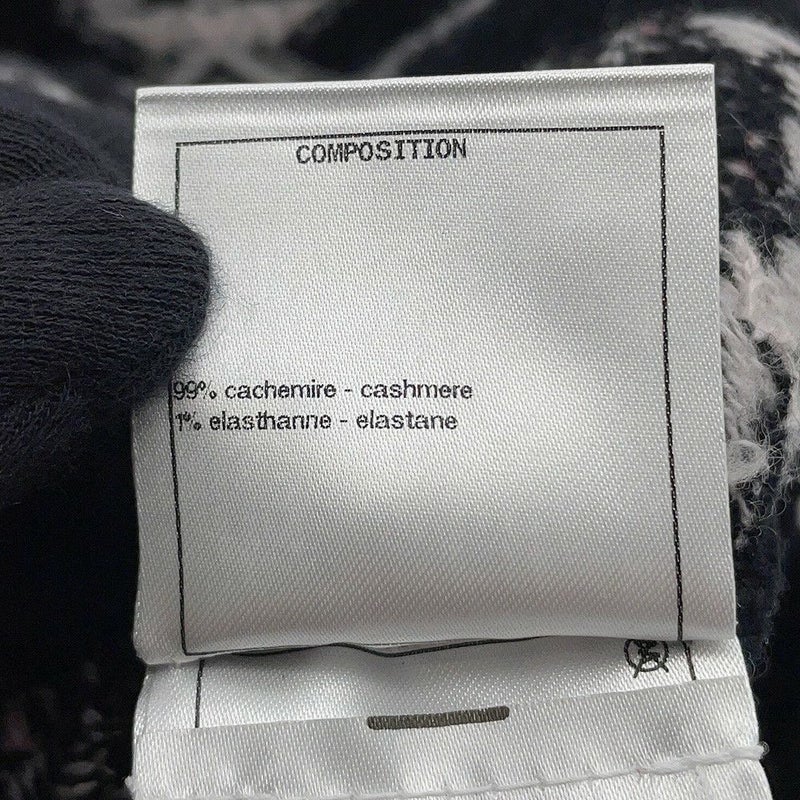 COMPOSITION
99% cachemire - cashmere
1% elasthanne - elastane